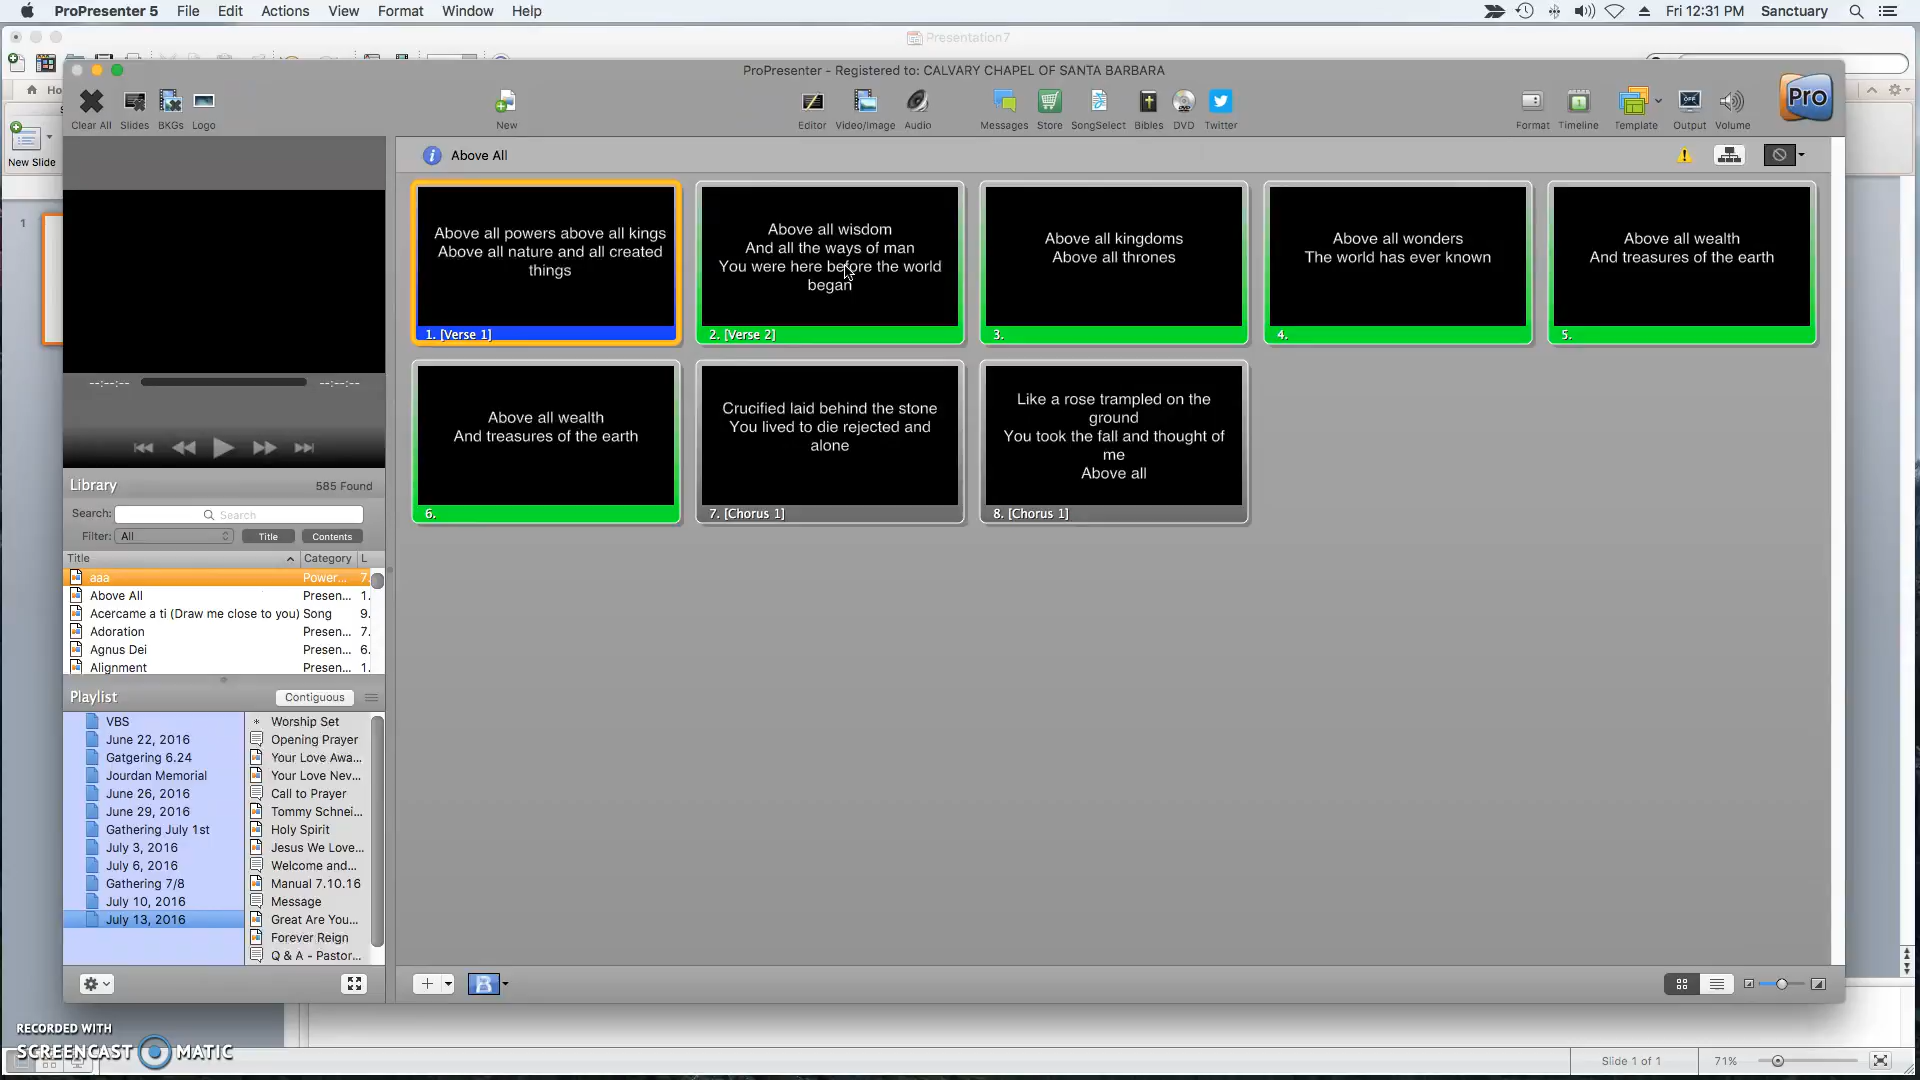 ProPresenter 5 File Edit Actions View Format Window Help Fri 12:31 PM Sanctuary
Presentation7
ProPresenter - Registered to: CALVARY CHAPEL OF SANTA BARBARA
Clear All Slides BKGs Logo New Editor Video/Image Audio Messages Store SongSelect Bibles DVD Twitter Format Timeline Template Output Volume
Pro
New Slide
Above All
1
Above all powers above all kings
Above all nature and all created
things
1. [Verse 1]
Above all wisdom
And all the ways of man
You were here before the world
began
2. [Verse 2]
Above all kingdoms
Above all thrones
3.
Above all wonders
The world has ever known
4.
Above all wealth
And treasures of the earth
5.
Above all wealth
And treasures of the earth
6.
Crucified laid behind the stone
You lived to die rejected and
alone
7. [Chorus 1]
Like a rose trampled on the
ground
You took the fall and thought of
me
Above all
8. [Chorus 1]
--:--:-- --:--:--
Library 585 Found
Search: Search
Filter: All Title Contents
Title Category L
aaa Power... 7.
Above All Presen... 1.
Acercame a ti (Draw me close to you) Song 9.
Adoration Presen... 7.
Agnus Dei Presen... 6.
Alignment Presen... 1.
Playlist Contiguous
VBS
June 22, 2016
Gatgering 6.24
Jourdan Memorial
June 26, 2016
June 29, 2016
Gathering July 1st
July 3, 2016
July 6, 2016
Gathering 7/8
July 10, 2016
July 13, 2016
Worship Set
Opening Prayer
Your Love Awa...
Your Love Nev...
Call to Prayer
Tommy Schnei...
Holy Spirit
Jesus We Love...
Welcome and...
Manual 7.10.16
Message
Great Are You...
Forever Reign
Q & A - Pastor...
RECORDED WITH
SCREENCAST MATIC
Slide 1 of 1 71%